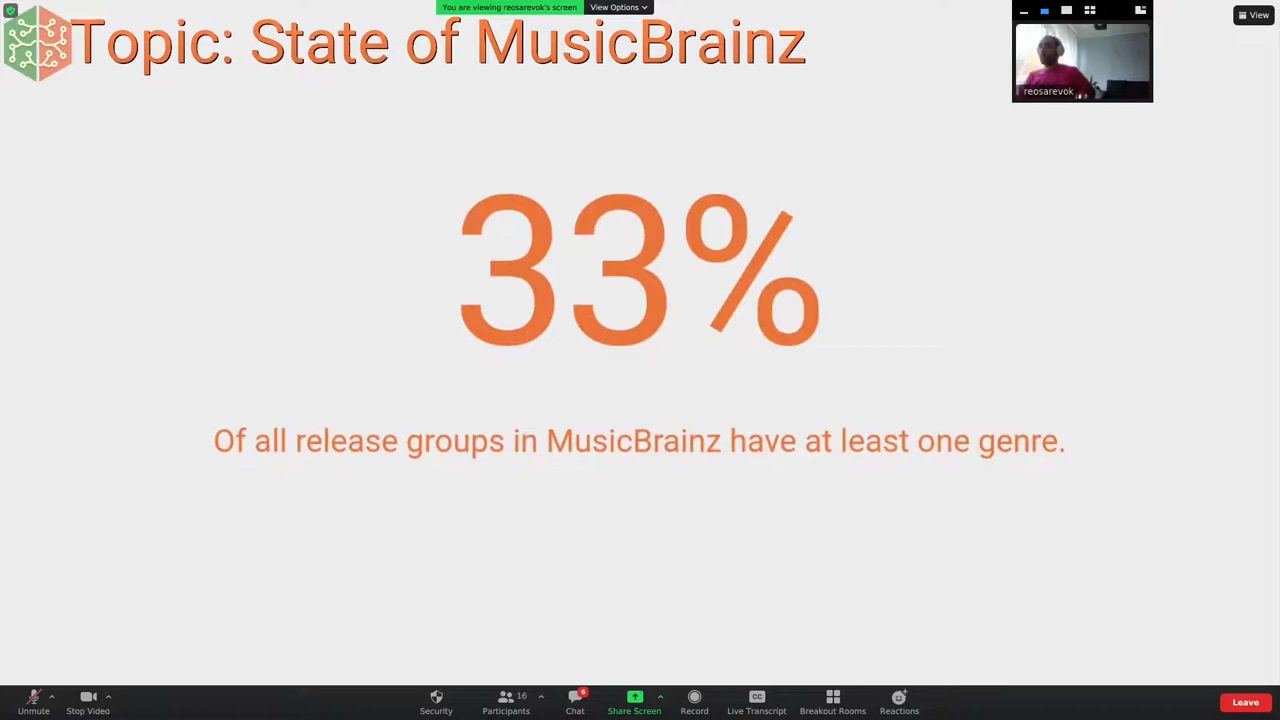 You are viewing reosarevok's screen
View Options
View
Topic: State of MusicBrainz
reosarevok
33%
Of all release groups in MusicBrainz have at least one genre.
Unmute
Stop Video
Security
16
Participants
6
Chat
Share Screen
Record
CC
Live Transcript
Breakout Rooms
Reactions
Leave